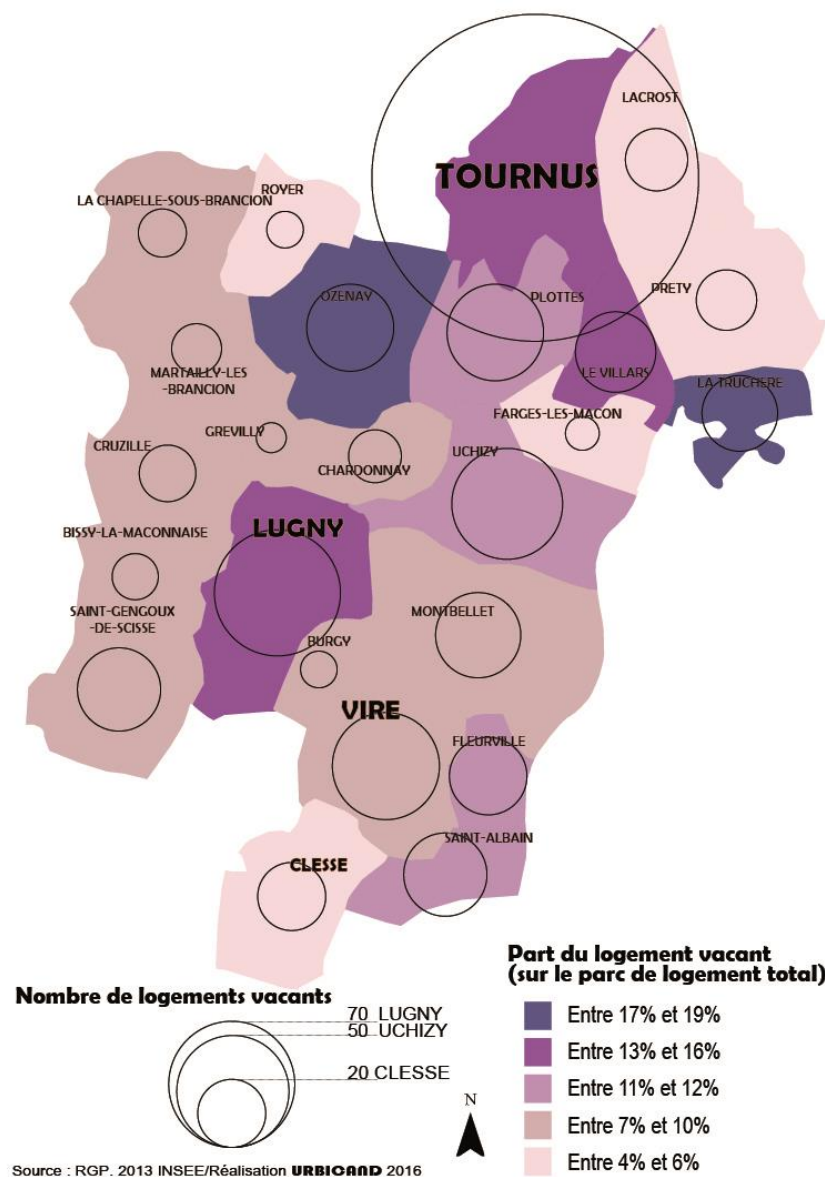 LACROST
TOURNUS
ROYER
LA CHAPELLE-SOUS-BRANCION
OZENAY
PLOTTES
PRETY
MARTAILLY-LES
-BRANCION
LE VILLARS
LA TRUCHERE
FARGES-LES-MACON
GREVILLY
CRUZILLE
CHARDONNAY
UCHIZY
LUGNY
BISSY-LA-MACONNAISE
SAINT-GENGOUX
-DE-SCISSE
MONTBELLET
BURGY
VIRE
FLEURVILLE
SAINT-ALBAIN
CLESSE
Nombre de logements vacants
70 LUGNY
50 UCHIZY
20 CLESSE
N
Part du logement vacant
(sur le parc de logement total)
Entre 17% et 19%
Entre 13% et 16%
Entre 11% et 12%
Entre 7% et 10%
Entre 4% et 6%
Source : RGP. 2013 INSEE/Réalisation URBICAND 2016